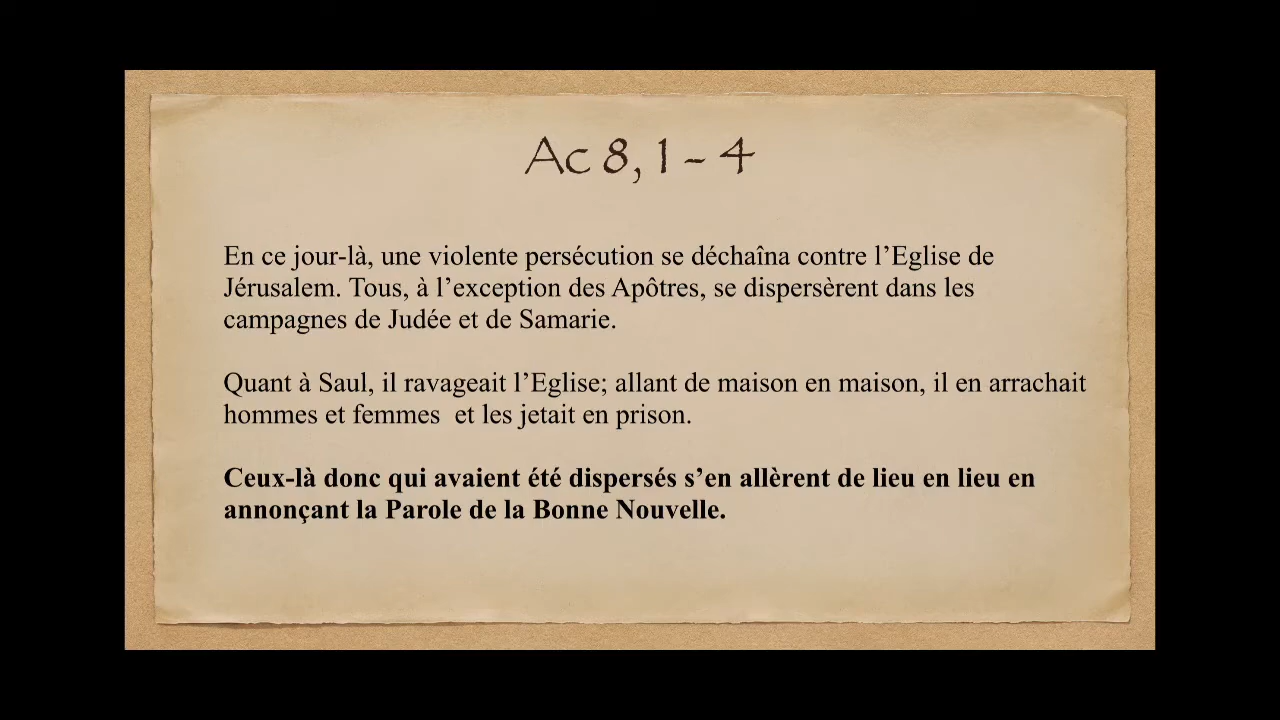 Ac 8, 1 – 4
En ce jour-là, une violente persécution se déchaîna contre l’Eglise de
Jérusalem. Tous, à l’exception des Apôtres, se dispersèrent dans les
campagnes de Judée et de Samarie.
Quant à Saul, il ravageait l’Eglise; allant de maison en maison, il en arrachait
hommes et femmes  et les jetait en prison.
Ceux-là donc qui avaient été dispersés s’en allèrent de lieu en lieu en
annonçant la Parole de la Bonne Nouvelle.